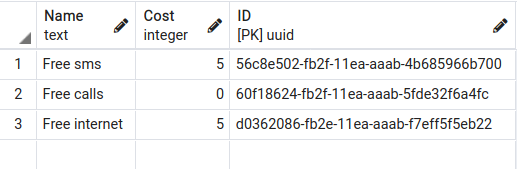 Name Cost ID
text integer [PK] uuid
1 Free sms 5 56c8e502-fb2f-11ea-aaab-4b685966b700
2 Free calls 0 60f18624-fb2f-11ea-aaab-5fde32f6a4fc
3 Free internet 5 d0362086-fb2e-11ea-aaab-f7eff5f5eb22